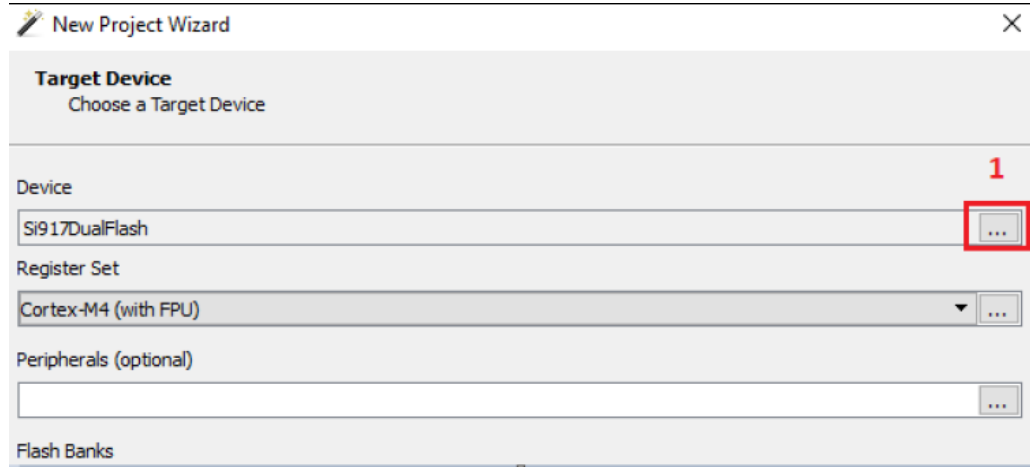 New Project Wizard
Target Device
Choose a Target Device
1
Device
Si917DualFlash
...
Register Set
Cortex-M4 (with FPU)
...
Peripherals (optional)
...
Flash Banks